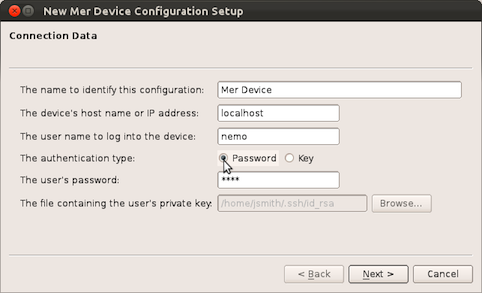 New Mer Device Configuration Setup
Connection Data
The name to identify this configuration: Mer Device
The device's host name or IP address: localhost
The user name to log into the device: nemo
The authentication type: Password Key
The user's password: ****
The file containing the user's private key: /home/jsmith/.ssh/id_rsa Browse...
< Back Next > Cancel